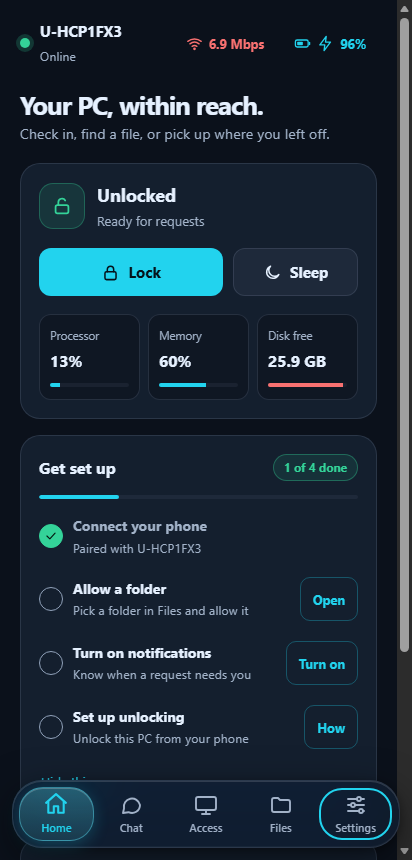 U-HCP1FX3
Online
6.9 Mbps
96%
Your PC, within reach.
Check in, find a file, or pick up where you left off.
Unlocked
Ready for requests
Lock
Sleep
Processor
13%
Memory
60%
Disk free
25.9 GB
Get set up
1 of 4 done
Connect your phone
Paired with U-HCP1FX3
Allow a folder
Pick a folder in Files and allow it
Open
Turn on notifications
Know when a request needs you
Turn on
Set up unlocking
Unlock this PC from your phone
How
Home
Chat
Access
Files
Settings